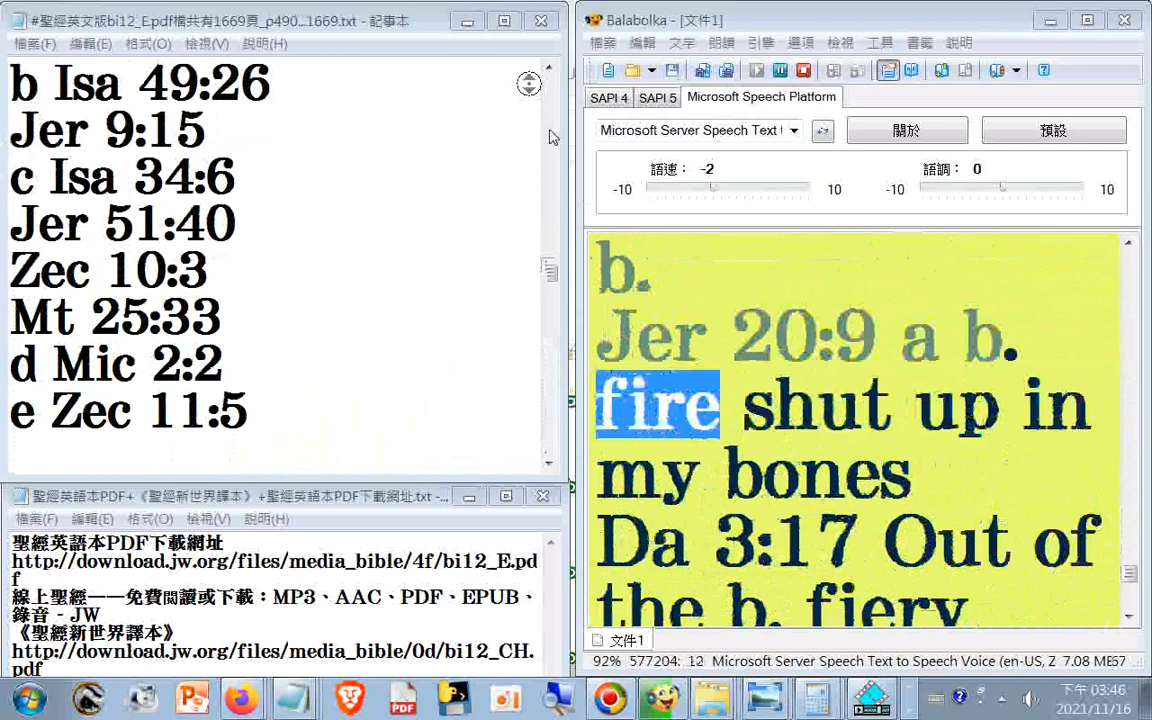 #聖經英文版bi12_E.pdf檔共有1669頁_p490...1669.txt - 記事本
檔案(F) 編輯(E) 格式(O) 檢視(V) 說明(H)
b Isa 49:26
Jer 9:15
c Isa 34:6
Jer 51:40
Zec 10:3
Mt 25:33
d Mic 2:2
e Zec 11:5
聖經英語本PDF+《聖經新世界譯本》+聖經英語本PDF下載網址.txt -...
檔案(F) 編輯(E) 格式(O) 檢視(V) 說明(H)
聖經英語本PDF下載網址
http://download.jw.org/files/media_bible/4f/bi12_E.pd
f
線上聖經——免費閱讀或下載：MP3、AAC、PDF、EPUB、
錄音 - JW
《聖經新世界譯本》
http://download.jw.org/files/media_bible/0d/bi12_CH.
pdf
Balabolka - [文件1]
檔案 編輯 文字 朗讀 引擎 選項 檢視 工具 書籤 說明
SAPI 4 SAPI 5 Microsoft Speech Platform
Microsoft Server Speech Text 關於 預設
語速： -2 語調： 0
-10 10 -10 10
b.
Jer 20:9 a b.
fire shut up in
my bones
Da 3:17 Out of
the b. fiery
文件1
92% 577204: 12 Microsoft Server Speech Text to Speech Voice (en-US, Z 7.08 ME57
下午 03:46
2021/11/16